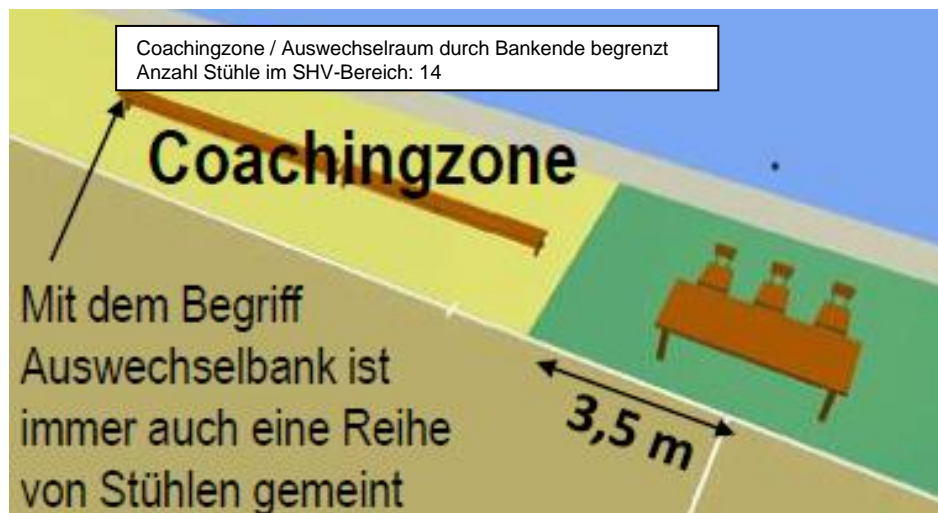 Coachingzone / Auswechselraum durch Bankende begrenzt
Anzahl Stühle im SHV-Bereich: 14
Coachingzone
Mit dem Begriff
Auswechselbank ist
immer auch eine Reihe
von Stühlen gemeint
3,5 m